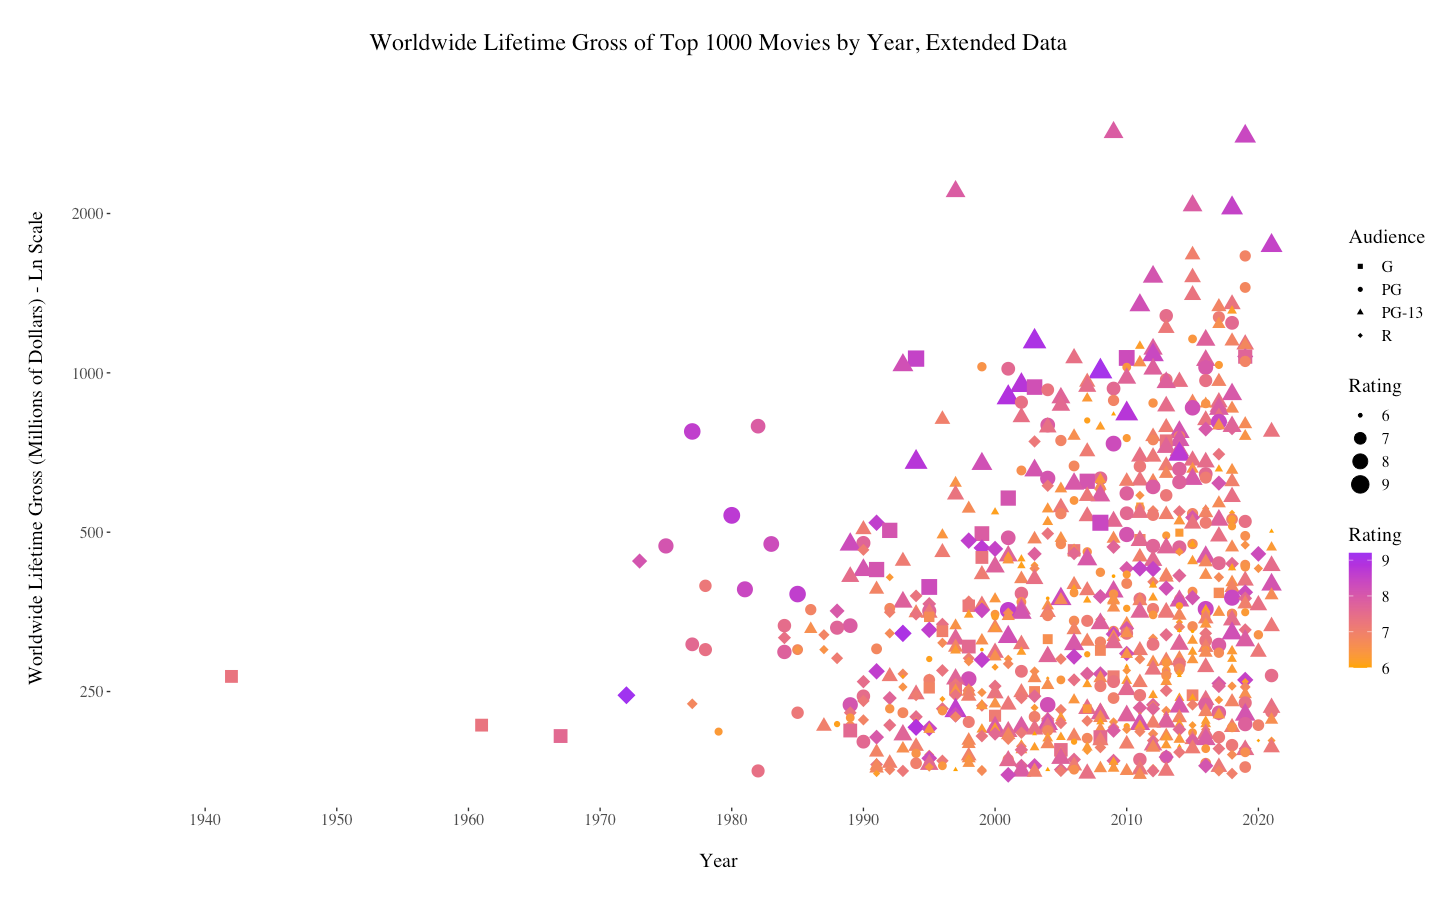 Worldwide Lifetime Gross of Top 1000 Movies by Year, Extended Data
Worldwide Lifetime Gross (Millions of Dollars) - Ln Scale
2000
1000
500
250
1940 1950 1960 1970 1980 1990 2000 2010 2020
Year
Audience
G
PG
PG-13
R
Rating
6
7
8
9
Rating
9
8
7
6